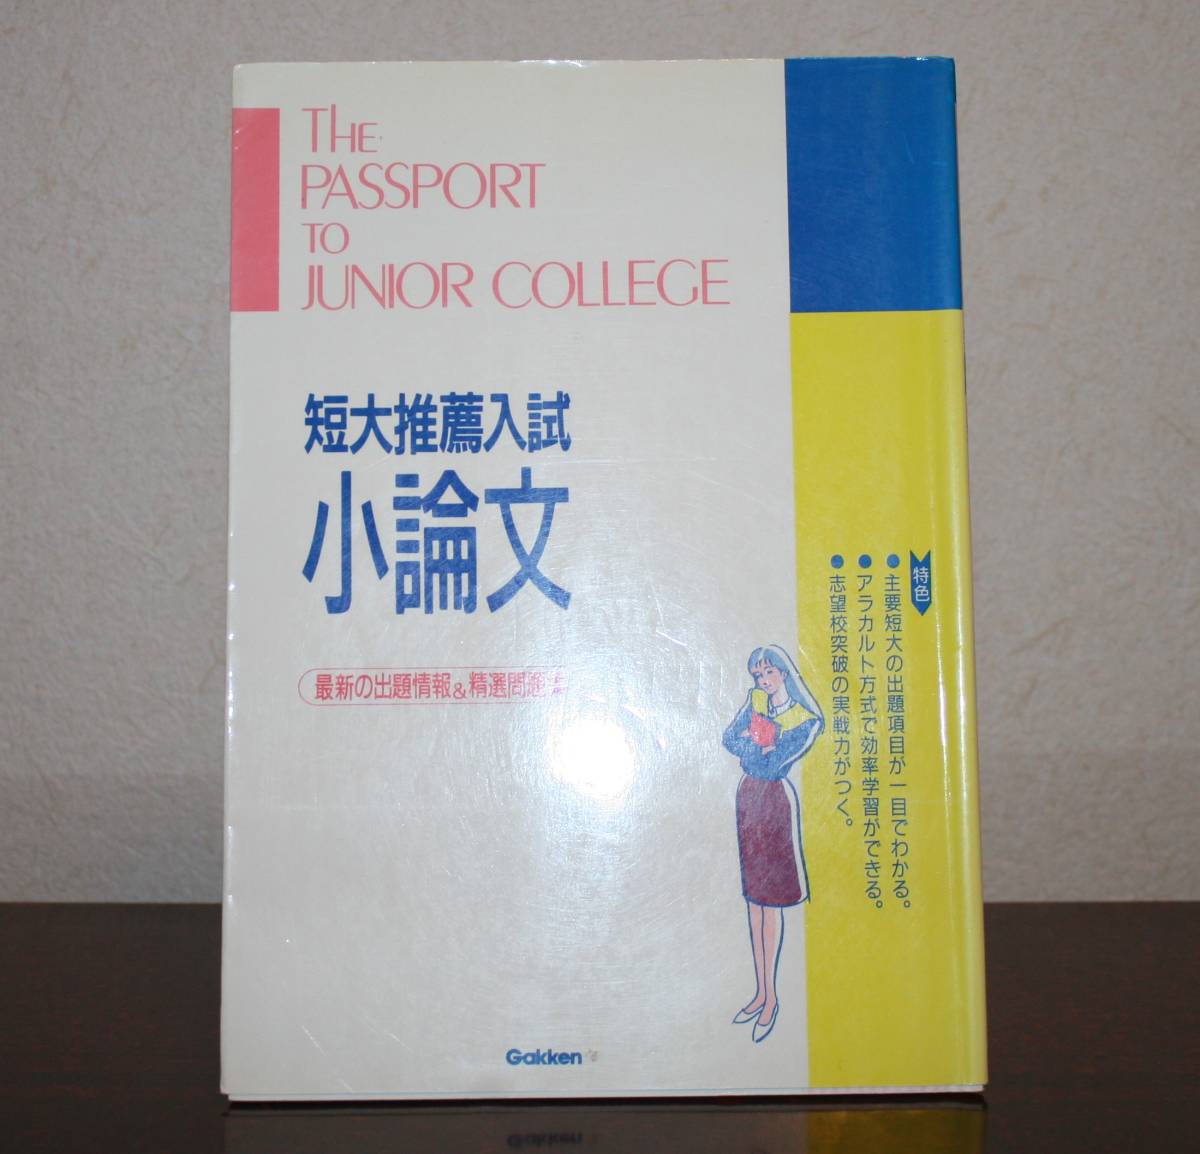 THE
PASSPORT
TO
JUNIOR COLLEGE
短大推薦入試
小論文
最新の出題情報&精選問題集
特色
●主要短大の出題項目が一目でわかる。
●アラカルト方式で効率学習ができる。
●志望校突破の実戦力がつく。
Gakken